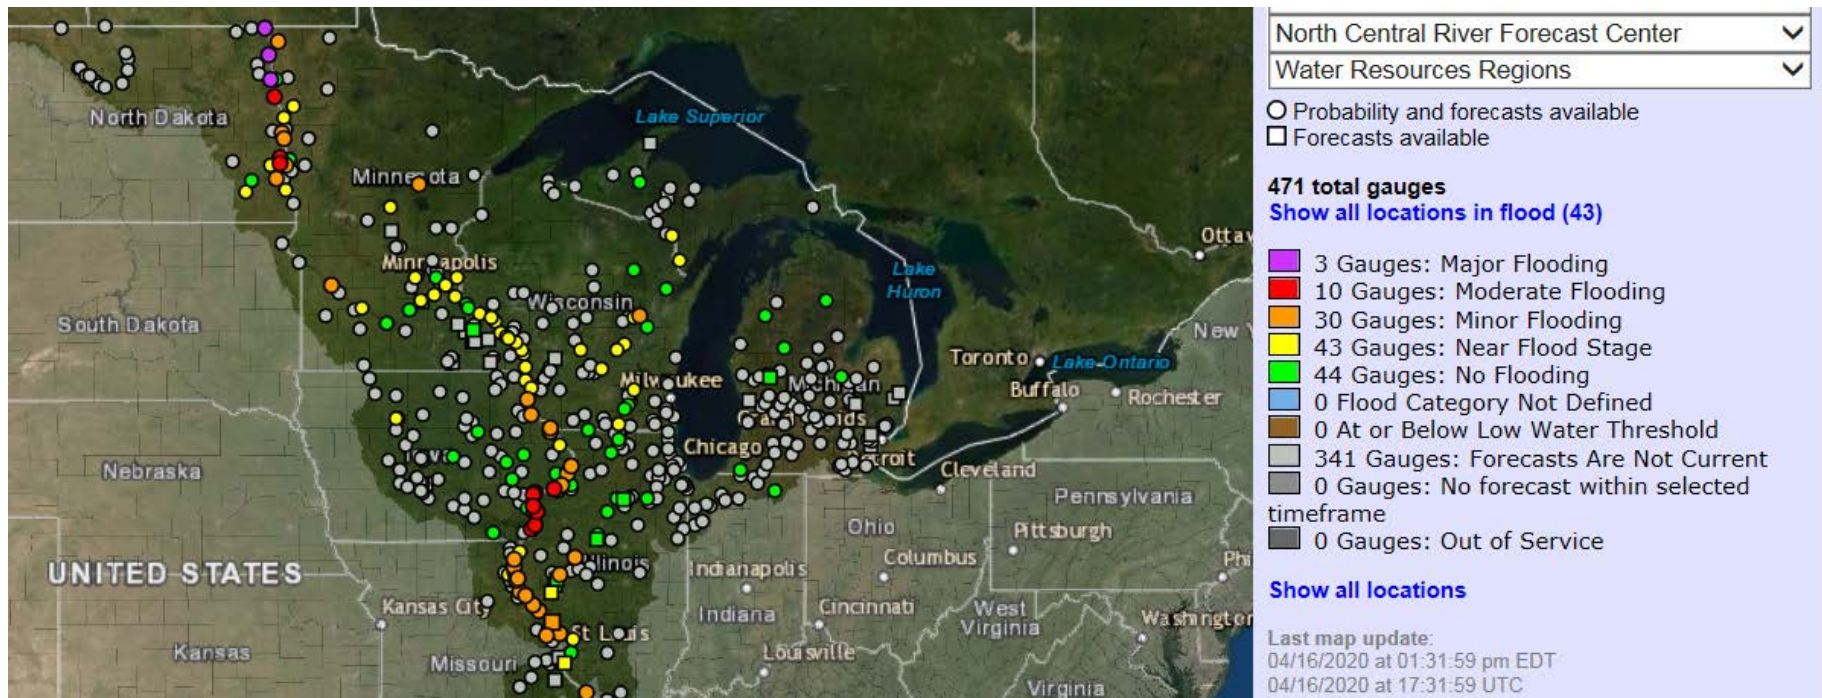 North Central River Forecast Center
Water Resources Regions
Probability and forecasts available
Forecasts available
471 total gauges
Show all locations in flood (43)
3 Gauges: Major Flooding
10 Gauges: Moderate Flooding
30 Gauges: Minor Flooding
43 Gauges: Near Flood Stage
44 Gauges: No Flooding
0 Flood Category Not Defined
0 At or Below Low Water Threshold
341 Gauges: Forecasts Are Not Current
0 Gauges: No forecast within selected
timeframe
0 Gauges: Out of Service
Show all locations
Last map update:
04/16/2020 at 01:31:59 pm EDT
04/16/2020 at 17:31:59 UTC
North Dakota
Lake Superior
Minnesota
Ottaw
Minneapolis
Lake
Huron
Wisconsin
South Dakota
New Y
Toronto
Lake Ontario
Milwaukee
Michigan
Buffalo
Rochester
Grand Rapids
Chicago
Iowa
Detroit
Cleveland
Nebraska
Pennsylvania
Ohio
Pittsburgh
UNITED STATES
Illinois
Indianapolis
Columbus
Phi
Kansas City
Indiana
Cincinnati
West
Virginia
Washington
St Louis
Kansas
Missouri
Louisville
Virginia